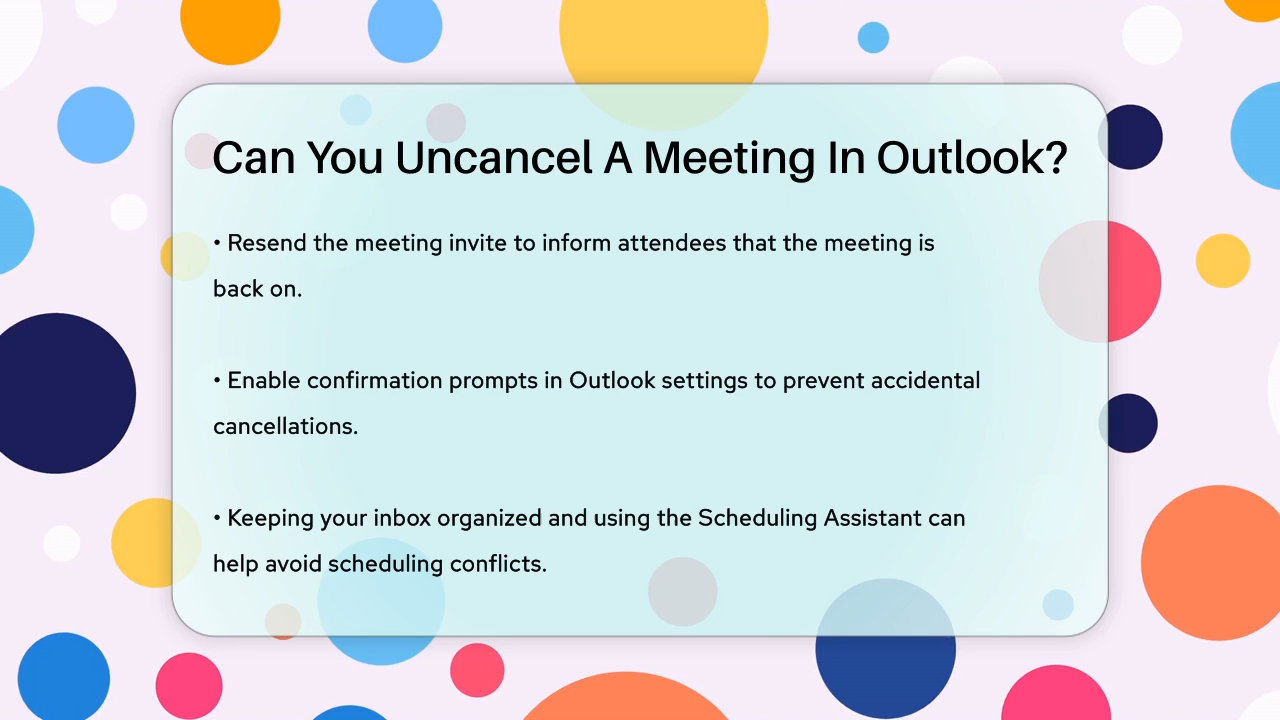 Can You Uncancel A Meeting In Outlook?
• Resend the meeting invite to inform attendees that the meeting is
back on.
• Enable confirmation prompts in Outlook settings to prevent accidental
cancellations.
• Keeping your inbox organized and using the Scheduling Assistant can
help avoid scheduling conflicts.